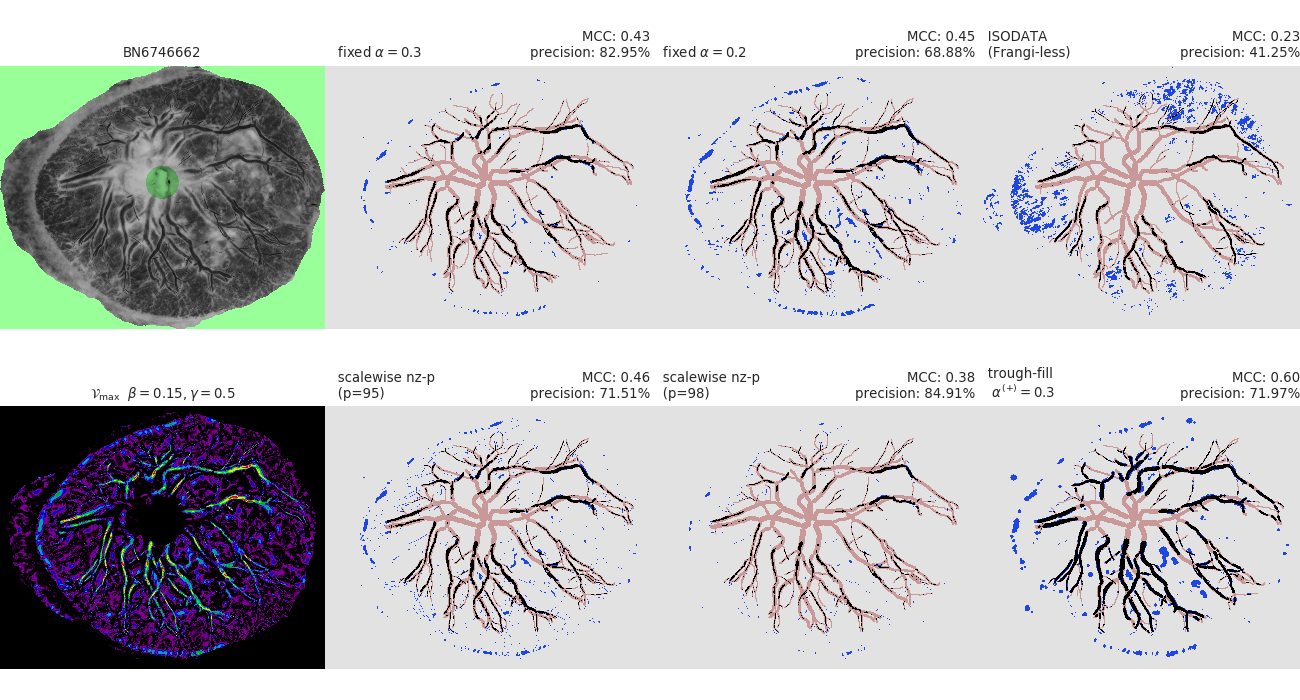 BN6746662
fixed α = 0.3
MCC: 0.43
precision: 82.95%
fixed α = 0.2
MCC: 0.45
precision: 68.88%
ISODATA
(Frangi-less)
MCC: 0.23
precision: 41.25%
𝒱max β = 0.15, γ = 0.5
scalewise nz-p
(p=95)
MCC: 0.46
precision: 71.51%
scalewise nz-p
(p=98)
MCC: 0.38
precision: 84.91%
trough-fill
α(+) = 0.3
MCC: 0.60
precision: 71.97%